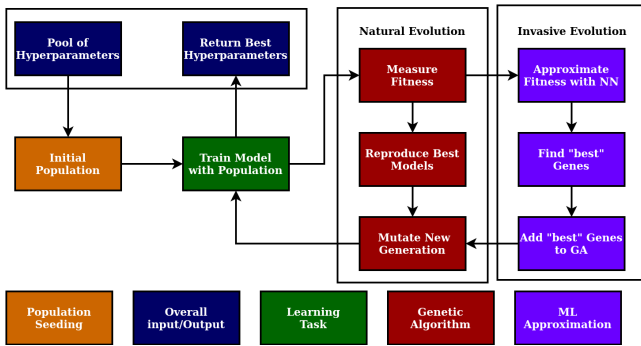 Natural Evolution
Invasive Evolution
Pool of
Hyperparameters
Return Best
Hyperparameters
Measure
Fitness
Approximate
Fitness with NN
Initial
Population
Train Model
with Population
Reproduce Best
Models
Find "best"
Genes
Mutate New
Generation
Add "best" Genes
to GA
Population
Seeding
Overall
input/Output
Learning
Task
Genetic
Algorithm
ML
Approximation